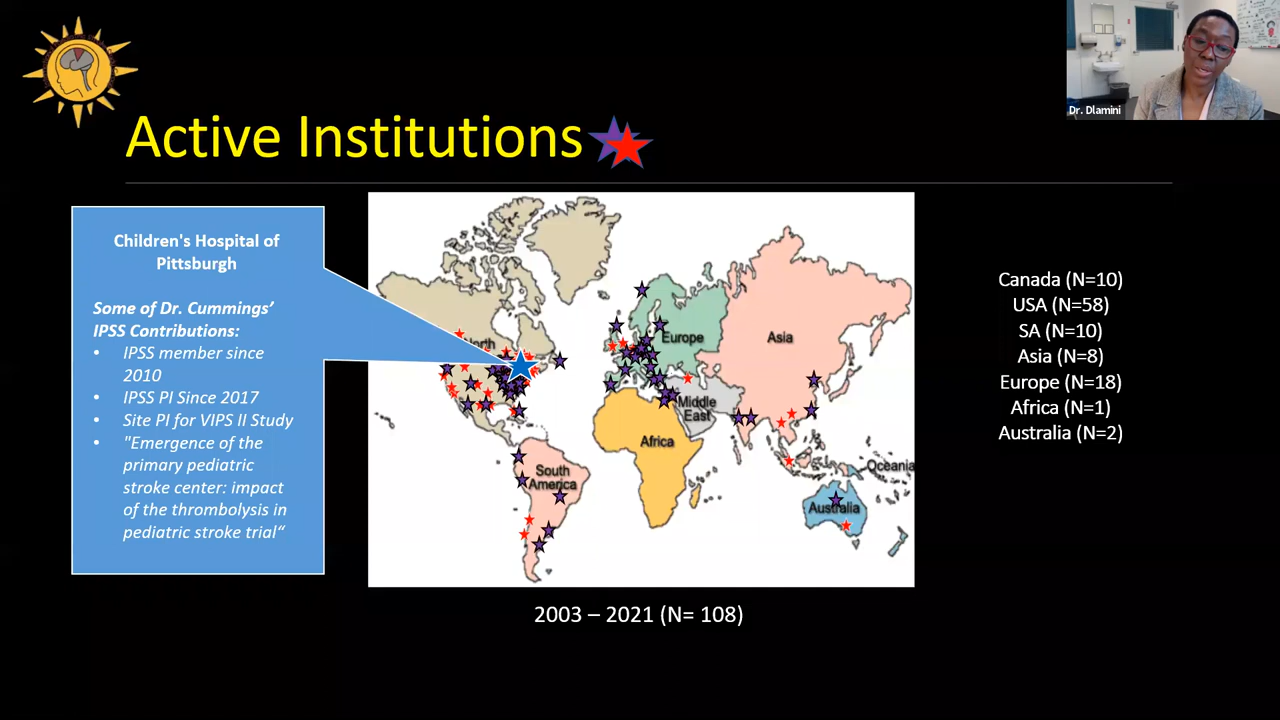 Dr. Dlamini
Active Institutions
Children's Hospital of
Pittsburgh
Some of Dr. Cummings’
IPSS Contributions:
• IPSS member since
2010
• IPSS PI Since 2017
• Site PI for VIPS II Study
• "Emergence of the
primary pediatric
stroke center: impact
of the thrombolysis in
pediatric stroke trial“
North
Europe
Asia
Middle
East
Africa
South
America
Oceania
Australia
Canada (N=10)
USA (N=58)
SA (N=10)
Asia (N=8)
Europe (N=18)
Africa (N=1)
Australia (N=2)
2003 – 2021 (N= 108)